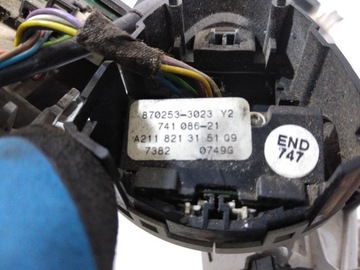 870253-3023 Y2
741 086-21
A211 821 31 51 Q9
7382 0749G
END
747